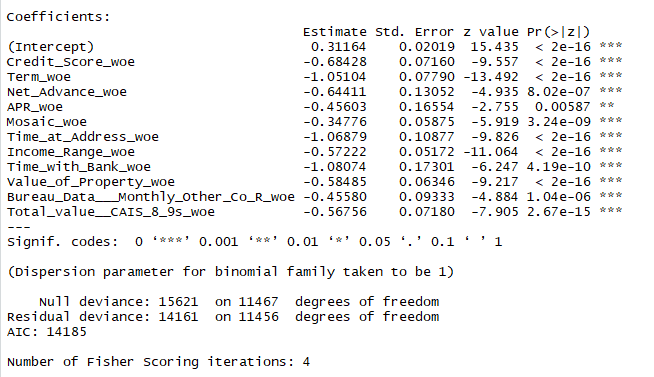 Coefficients:
                                     Estimate Std. Error z value Pr(>|z|)
(Intercept)                           0.31164    0.02019  15.435  < 2e-16 ***
Credit_Score_woe                     -0.68428    0.07160  -9.557  < 2e-16 ***
Term_woe                             -1.05104    0.07790 -13.492  < 2e-16 ***
Net_Advance_woe                      -0.64411    0.13052  -4.935 8.02e-07 ***
APR_woe                              -0.45603    0.16554  -2.755  0.00587 **
Mosaic_woe                           -0.34776    0.05875  -5.919 3.24e-09 ***
Time_at_Address_woe                  -1.06879    0.10877  -9.826  < 2e-16 ***
Income_Range_woe                     -0.57222    0.05172 -11.064  < 2e-16 ***
Time_with_Bank_woe                   -1.08074    0.17301  -6.247 4.19e-10 ***
Value_of_Property_woe                -0.58485    0.06346  -9.217  < 2e-16 ***
Bureau_Data___Monthly_Other_Co_R_woe -0.45580    0.09333  -4.884 1.04e-06 ***
Total_value__CAIS_8_9s_woe           -0.56756    0.07180  -7.905 2.67e-15 ***
---
Signif. codes:  0 ‘***’ 0.001 ‘**’ 0.01 ‘*’ 0.05 ‘.’ 0.1 ‘ ’ 1
(Dispersion parameter for binomial family taken to be 1)
    Null deviance: 15621  on 11467  degrees of freedom
Residual deviance: 14161  on 11456  degrees of freedom
AIC: 14185
Number of Fisher Scoring iterations: 4